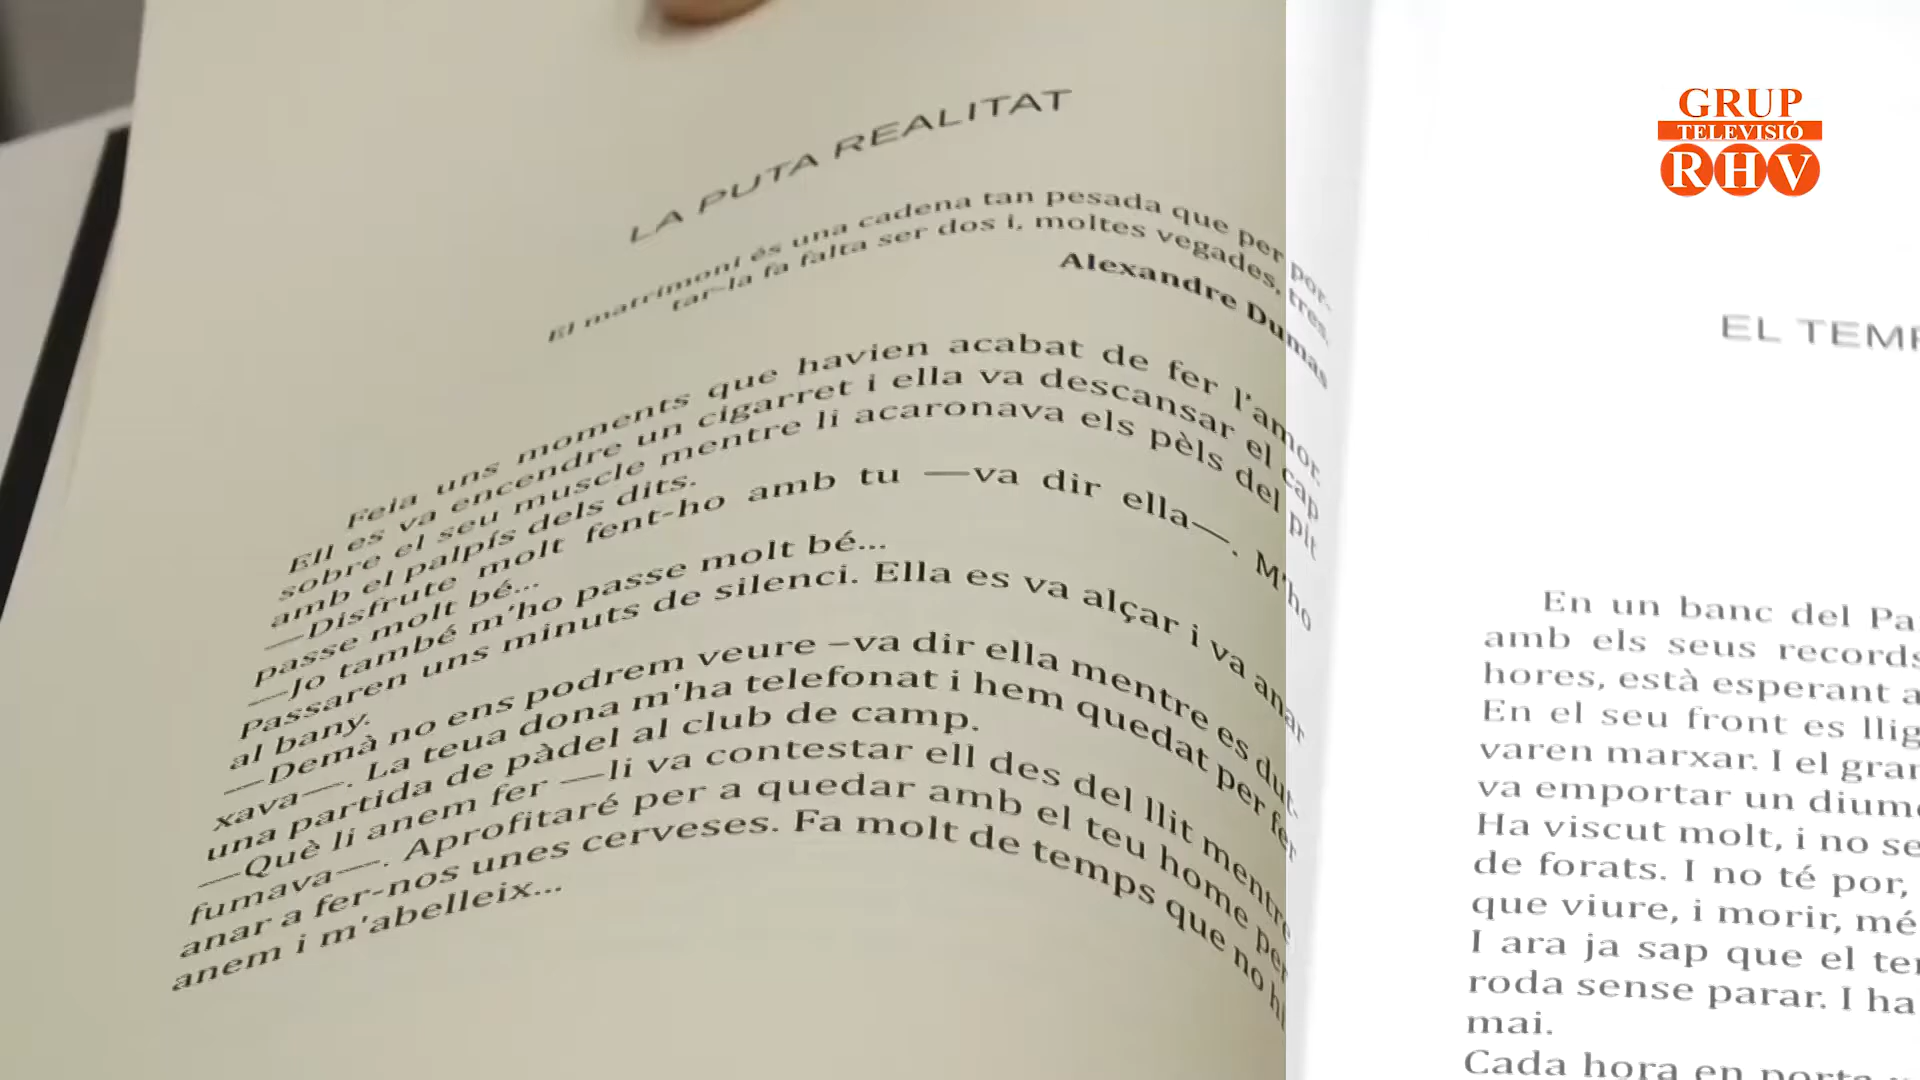 LA PUTA REALITAT
El matrimoni és una cadena tan pesada que per por-
tar-la fa falta ser dos i, moltes vegades, tres.
Alexandre Dumas
Feia uns moments que havien acabat de fer l'amor.
Ell es va encendre un cigarret i ella va descansar el cap
sobre el seu muscle mentre li acaronava els pèls del pit
amb el palpís dels dits.
—Disfrute molt fent-ho amb tu —va dir ella—. M'ho
passe molt bé...
—Jo també m'ho passe molt bé...
Passaren uns minuts de silenci. Ella es va alçar i va anar
al bany.
—Demà no ens podrem veure –va dir ella mentre es dut-
xava—. La teua dona m'ha telefonat i hem quedat per fer
una partida de pàdel al club de camp.
—Què li anem fer —li va contestar ell des del llit mentre
fumava—. Aprofitaré per a quedar amb el teu home per
anar a fer-nos unes cerveses. Fa molt de temps que no hi
anem i m'abelleix...
GRUP
TELEVISIÓ
RHV
EL TEMP
En un banc del Pa
amb els seus records
hores, està esperant a
En el seu front es llig
varen marxar. I el gran
va emportar un diume
Ha viscut molt, i no se
de forats. I no té por,
que viure, i morir, mé
I ara ja sap que el te
roda sense parar. I ha
mai.
Cada hora en porta